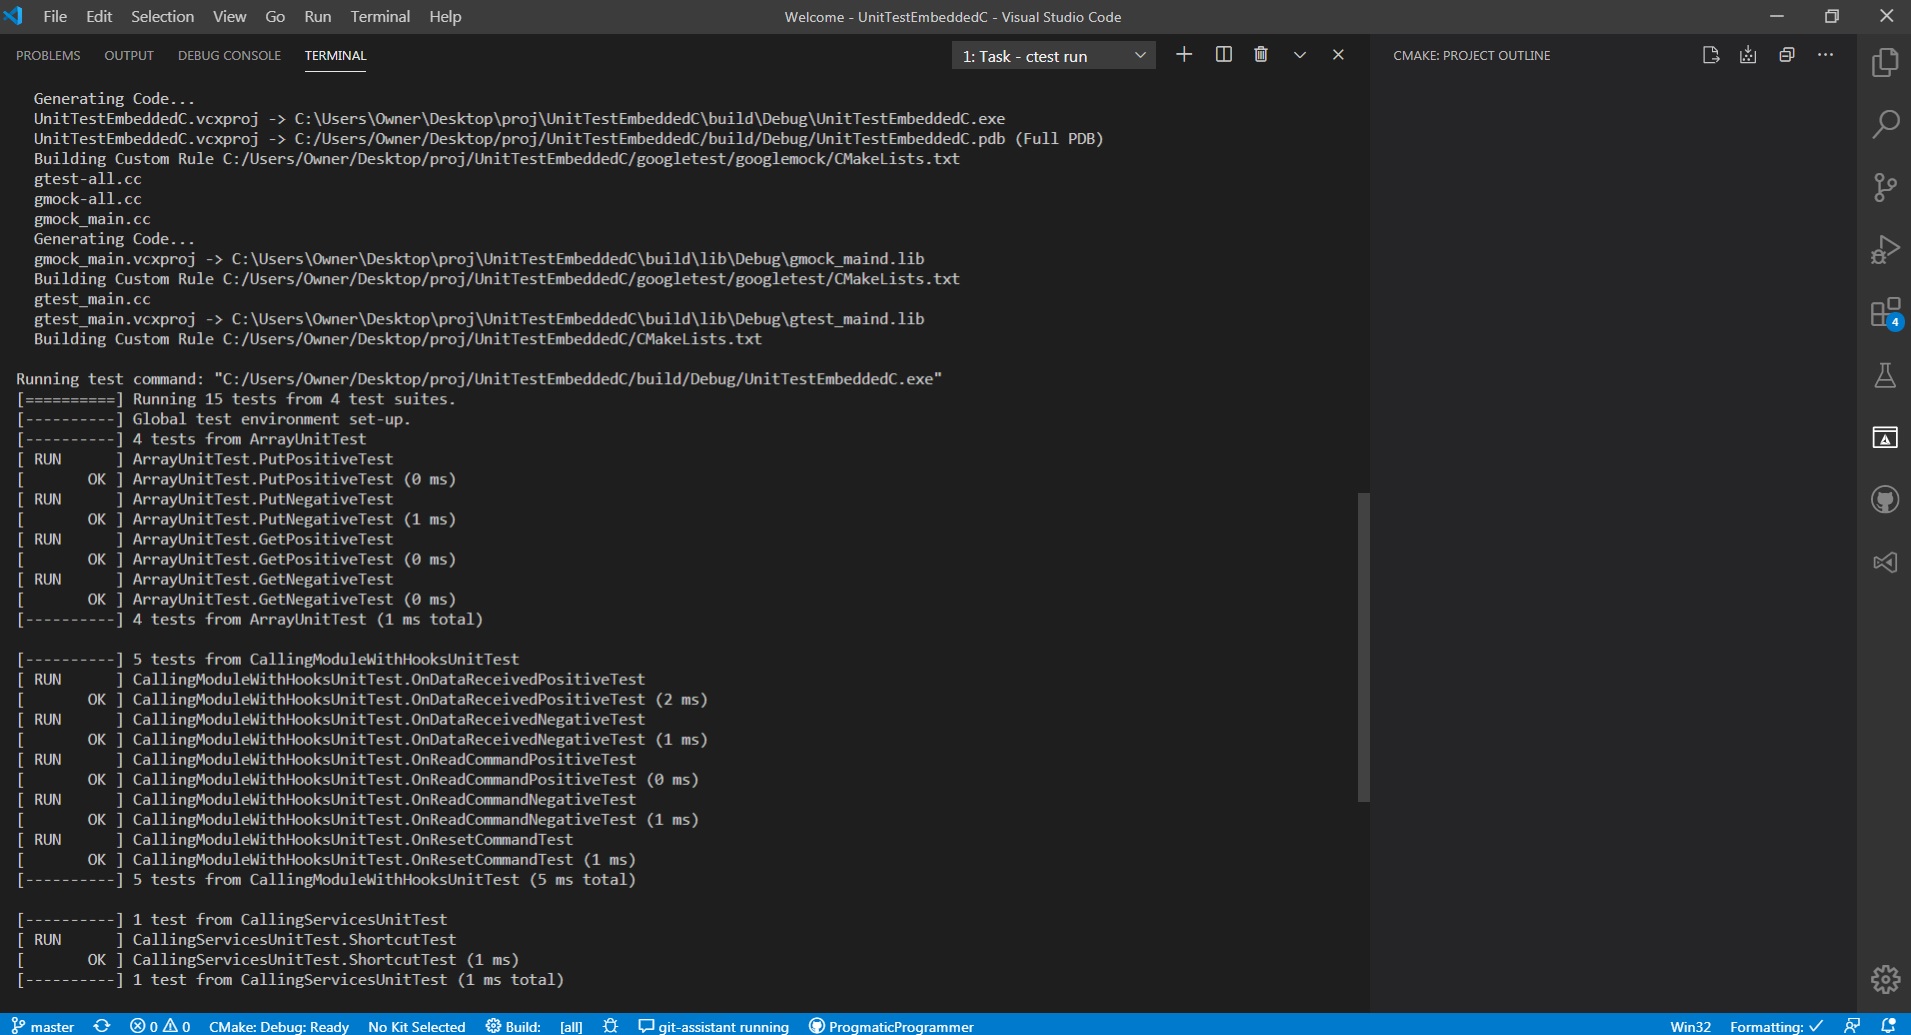 File Edit Selection View Go Run Terminal Help
Welcome - UnitTestEmbeddedC - Visual Studio Code
PROBLEMS OUTPUT DEBUG CONSOLE TERMINAL
1: Task - ctest run
CMAKE: PROJECT OUTLINE
Generating Code...
UnitTestEmbeddedC.vcxproj -> C:\Users\Owner\Desktop\proj\UnitTestEmbeddedC\build\Debug\UnitTestEmbeddedC.exe
UnitTestEmbeddedC.vcxproj -> C:/Users/Owner/Desktop/proj/UnitTestEmbeddedC/build/Debug/UnitTestEmbeddedC.pdb (Full PDB)
Building Custom Rule C:/Users/Owner/Desktop/proj/UnitTestEmbeddedC/googletest/googlemock/CMakeLists.txt
gtest-all.cc
gmock-all.cc
gmock_main.cc
Generating Code...
gmock_main.vcxproj -> C:\Users\Owner\Desktop\proj\UnitTestEmbeddedC\build\lib\Debug\gmock_maind.lib
Building Custom Rule C:/Users/Owner/Desktop/proj/UnitTestEmbeddedC/googletest/googletest/CMakeLists.txt
gtest_main.cc
gtest_main.vcxproj -> C:\Users\Owner\Desktop\proj\UnitTestEmbeddedC\build\lib\Debug\gtest_maind.lib
Building Custom Rule C:/Users/Owner/Desktop/proj/UnitTestEmbeddedC/CMakeLists.txt
Running test command: "C:/Users/Owner/Desktop/proj/UnitTestEmbeddedC/build/Debug/UnitTestEmbeddedC.exe"
[==========] Running 15 tests from 4 test suites.
[----------] Global test environment set-up.
[----------] 4 tests from ArrayUnitTest
[ RUN      ] ArrayUnitTest.PutPositiveTest
[       OK ] ArrayUnitTest.PutPositiveTest (0 ms)
[ RUN      ] ArrayUnitTest.PutNegativeTest
[       OK ] ArrayUnitTest.PutNegativeTest (1 ms)
[ RUN      ] ArrayUnitTest.GetPositiveTest
[       OK ] ArrayUnitTest.GetPositiveTest (0 ms)
[ RUN      ] ArrayUnitTest.GetNegativeTest
[       OK ] ArrayUnitTest.GetNegativeTest (0 ms)
[----------] 4 tests from ArrayUnitTest (1 ms total)
[----------] 5 tests from CallingModuleWithHooksUnitTest
[ RUN      ] CallingModuleWithHooksUnitTest.OnDataReceivedPositiveTest
[       OK ] CallingModuleWithHooksUnitTest.OnDataReceivedPositiveTest (2 ms)
[ RUN      ] CallingModuleWithHooksUnitTest.OnDataReceivedNegativeTest
[       OK ] CallingModuleWithHooksUnitTest.OnDataReceivedNegativeTest (1 ms)
[ RUN      ] CallingModuleWithHooksUnitTest.OnReadCommandPositiveTest
[       OK ] CallingModuleWithHooksUnitTest.OnReadCommandPositiveTest (0 ms)
[ RUN      ] CallingModuleWithHooksUnitTest.OnReadCommandNegativeTest
[       OK ] CallingModuleWithHooksUnitTest.OnReadCommandNegativeTest (1 ms)
[ RUN      ] CallingModuleWithHooksUnitTest.OnResetCommandTest
[       OK ] CallingModuleWithHooksUnitTest.OnResetCommandTest (1 ms)
[----------] 5 tests from CallingModuleWithHooksUnitTest (5 ms total)
[----------] 1 test from CallingServicesUnitTest
[ RUN      ] CallingServicesUnitTest.ShortcutTest
[       OK ] CallingServicesUnitTest.ShortcutTest (1 ms)
[----------] 1 test from CallingServicesUnitTest (1 ms total)
4
master 0 0 CMake: Debug: Ready No Kit Selected Build: [all] git-assistant running ProgmaticProgrammer Win32 Formatting: ✓